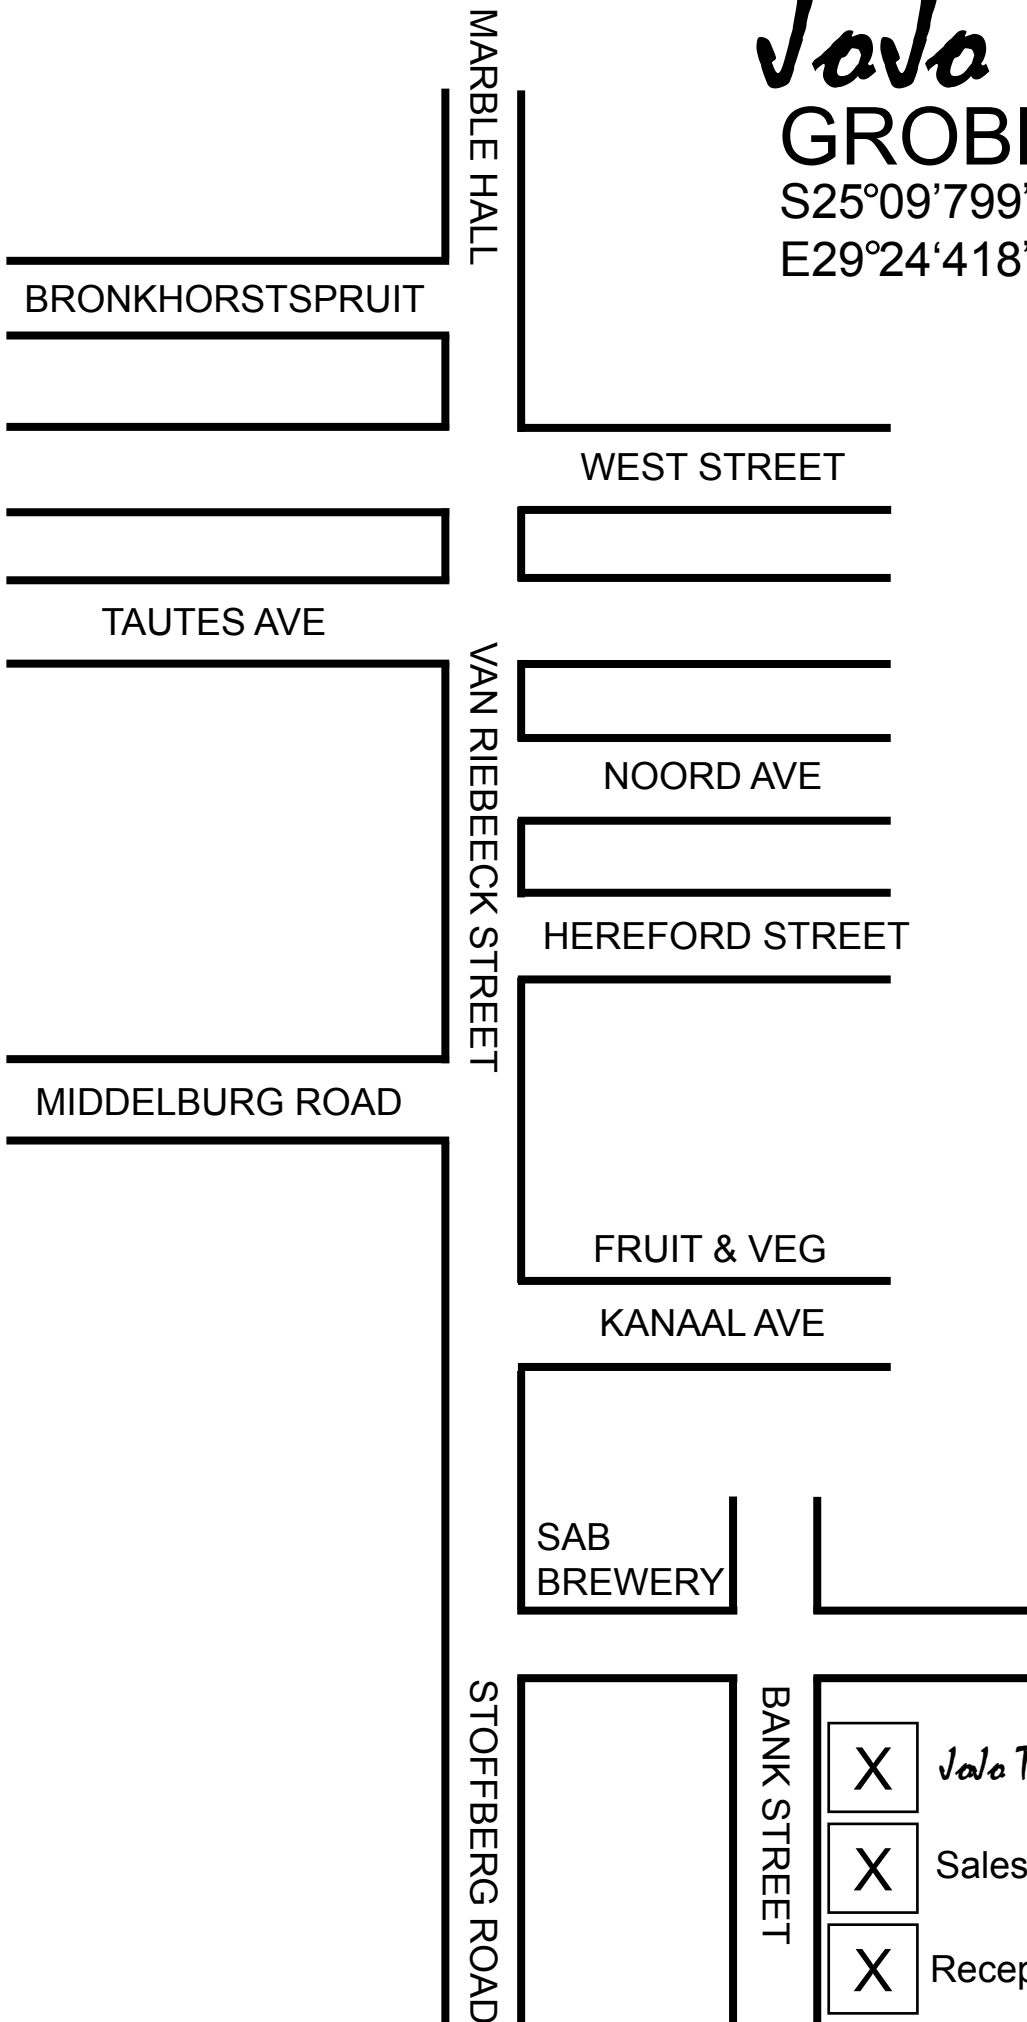 JoJo
MARBLE HALL
S25°09’799’
E29°24‘418’
BRONKHORSTSPRUIT
WEST STREET
TAUTES AVE
VAN RIEBEECK STREET
NOORD AVE
HEREFORD STREET
MIDDELBURG ROAD
FRUIT & VEG
KANAAL AVE
SAB
BREWERY
STOFFBERG ROAD
BANK STREET
X JoJo
X Sales
X